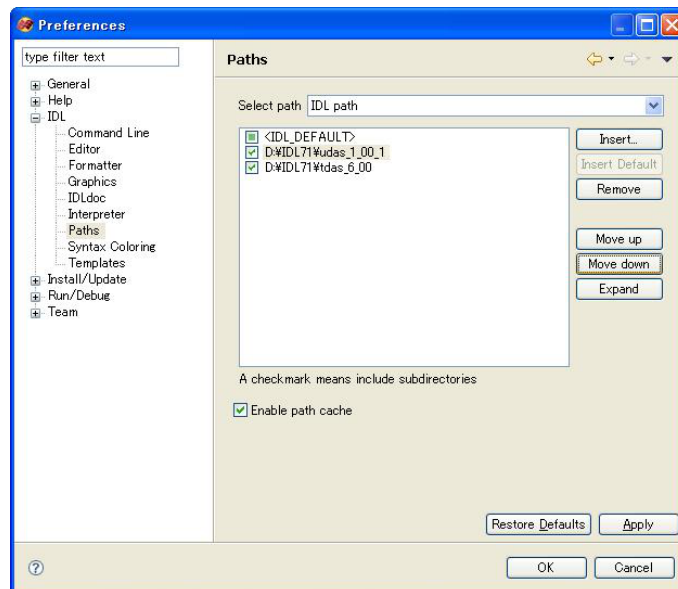 Preferences
type filter text
General
Help
IDL
Command Line
Editor
Formatter
Graphics
IDLdoc
Interpreter
Paths
Syntax Coloring
Templates
Install/Update
Run/Debug
Team
Paths
Select path IDL path
<IDL_DEFAULT>
D:¥IDL71¥udas_1_00_1
D:¥IDL71¥tdas_6_00
Insert...
Insert Default
Remove
Move up
Move down
Expand
A checkmark means include subdirectories
Enable path cache
Restore Defaults Apply
? OK Cancel